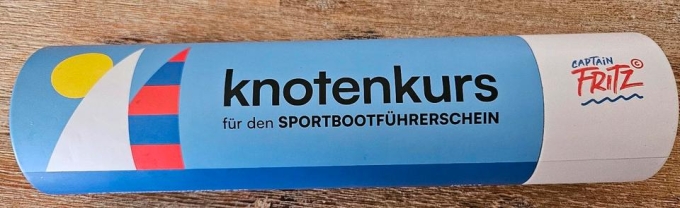 knotenkurs
für den SPORTBOOTFÜHRERSCHEIN
CAPTAIN
FRITZ ©